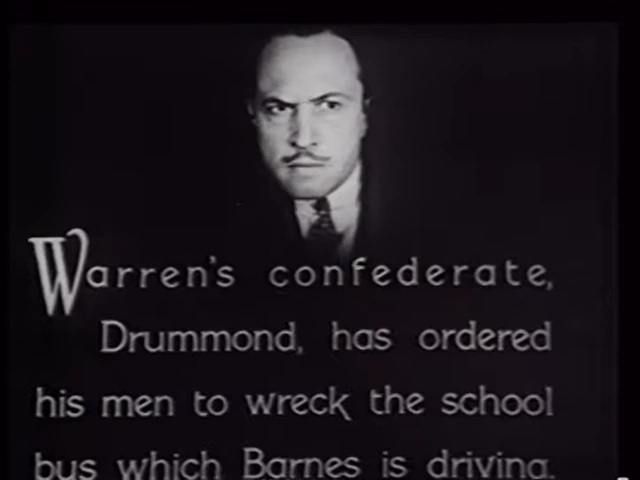 Warren's confederate,
Drummond, has ordered
his men to wreck the school
bus which Barnes is driving.